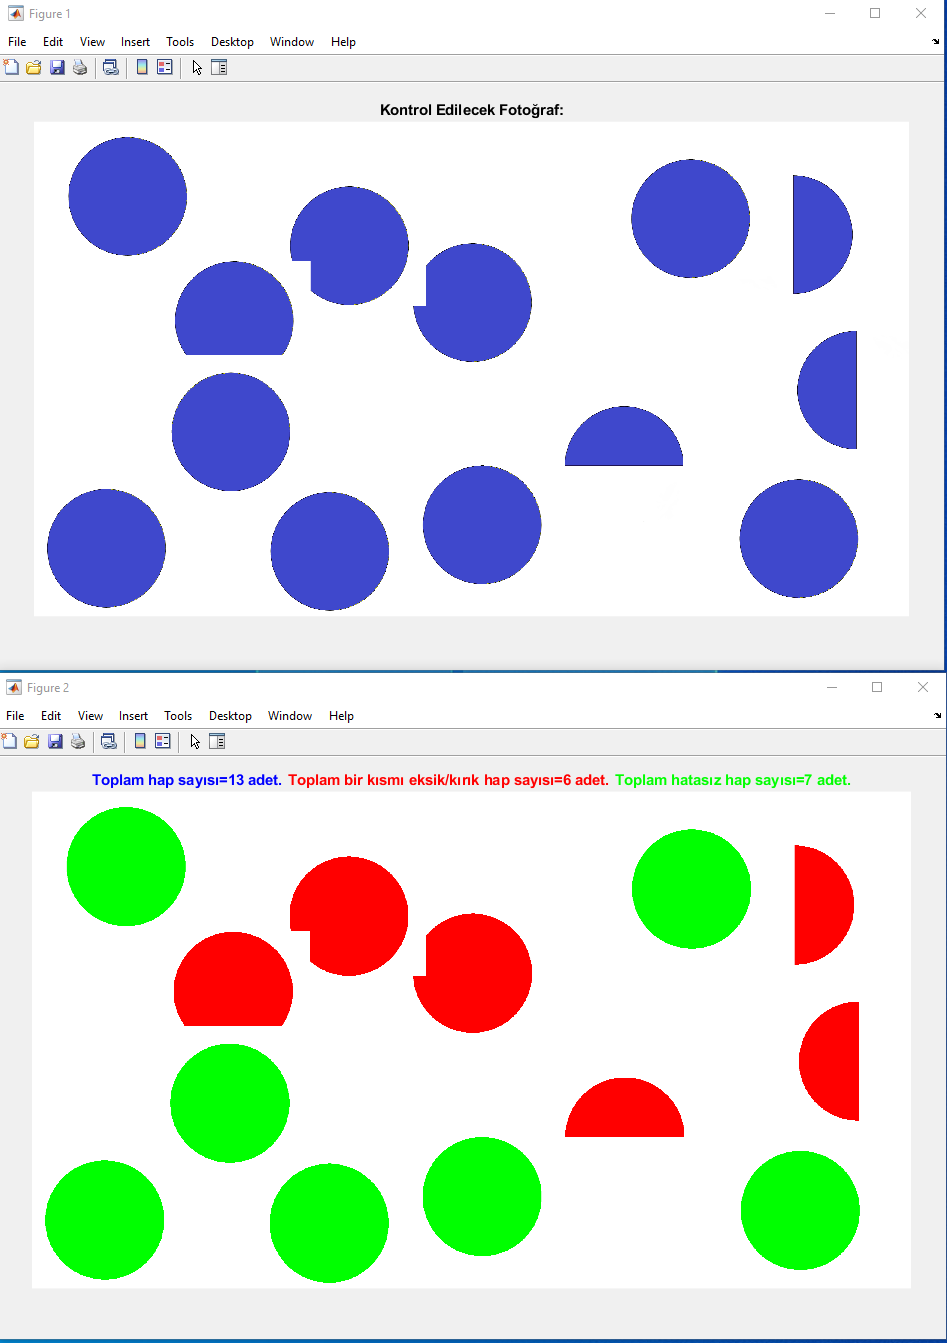 Figure 1
File Edit View Insert Tools Desktop Window Help
Kontrol Edilecek Fotoğraf:
Figure 2
File Edit View Insert Tools Desktop Window Help
Toplam hap sayısı=13 adet. Toplam bir kısmı eksik/kırık hap sayısı=6 adet. Toplam hatasız hap sayısı=7 adet.